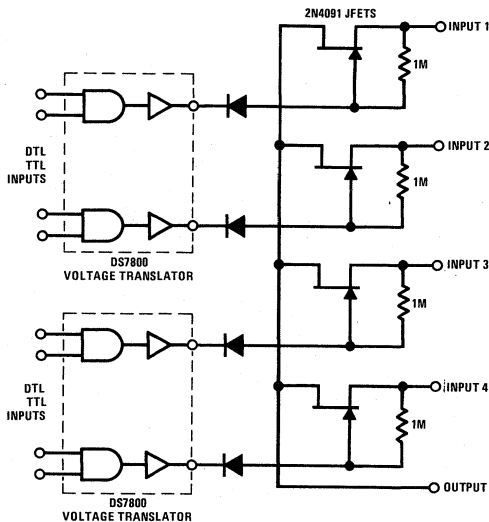 2N4091 JFETS
INPUT 1
1M
DTL
TTL
INPUTS
INPUT 2
1M
DS7800
VOLTAGE TRANSLATOR
INPUT 3
1M
DTL
TTL
INPUTS
INPUT 4
1M
OUTPUT
DS7800
VOLTAGE TRANSLATOR